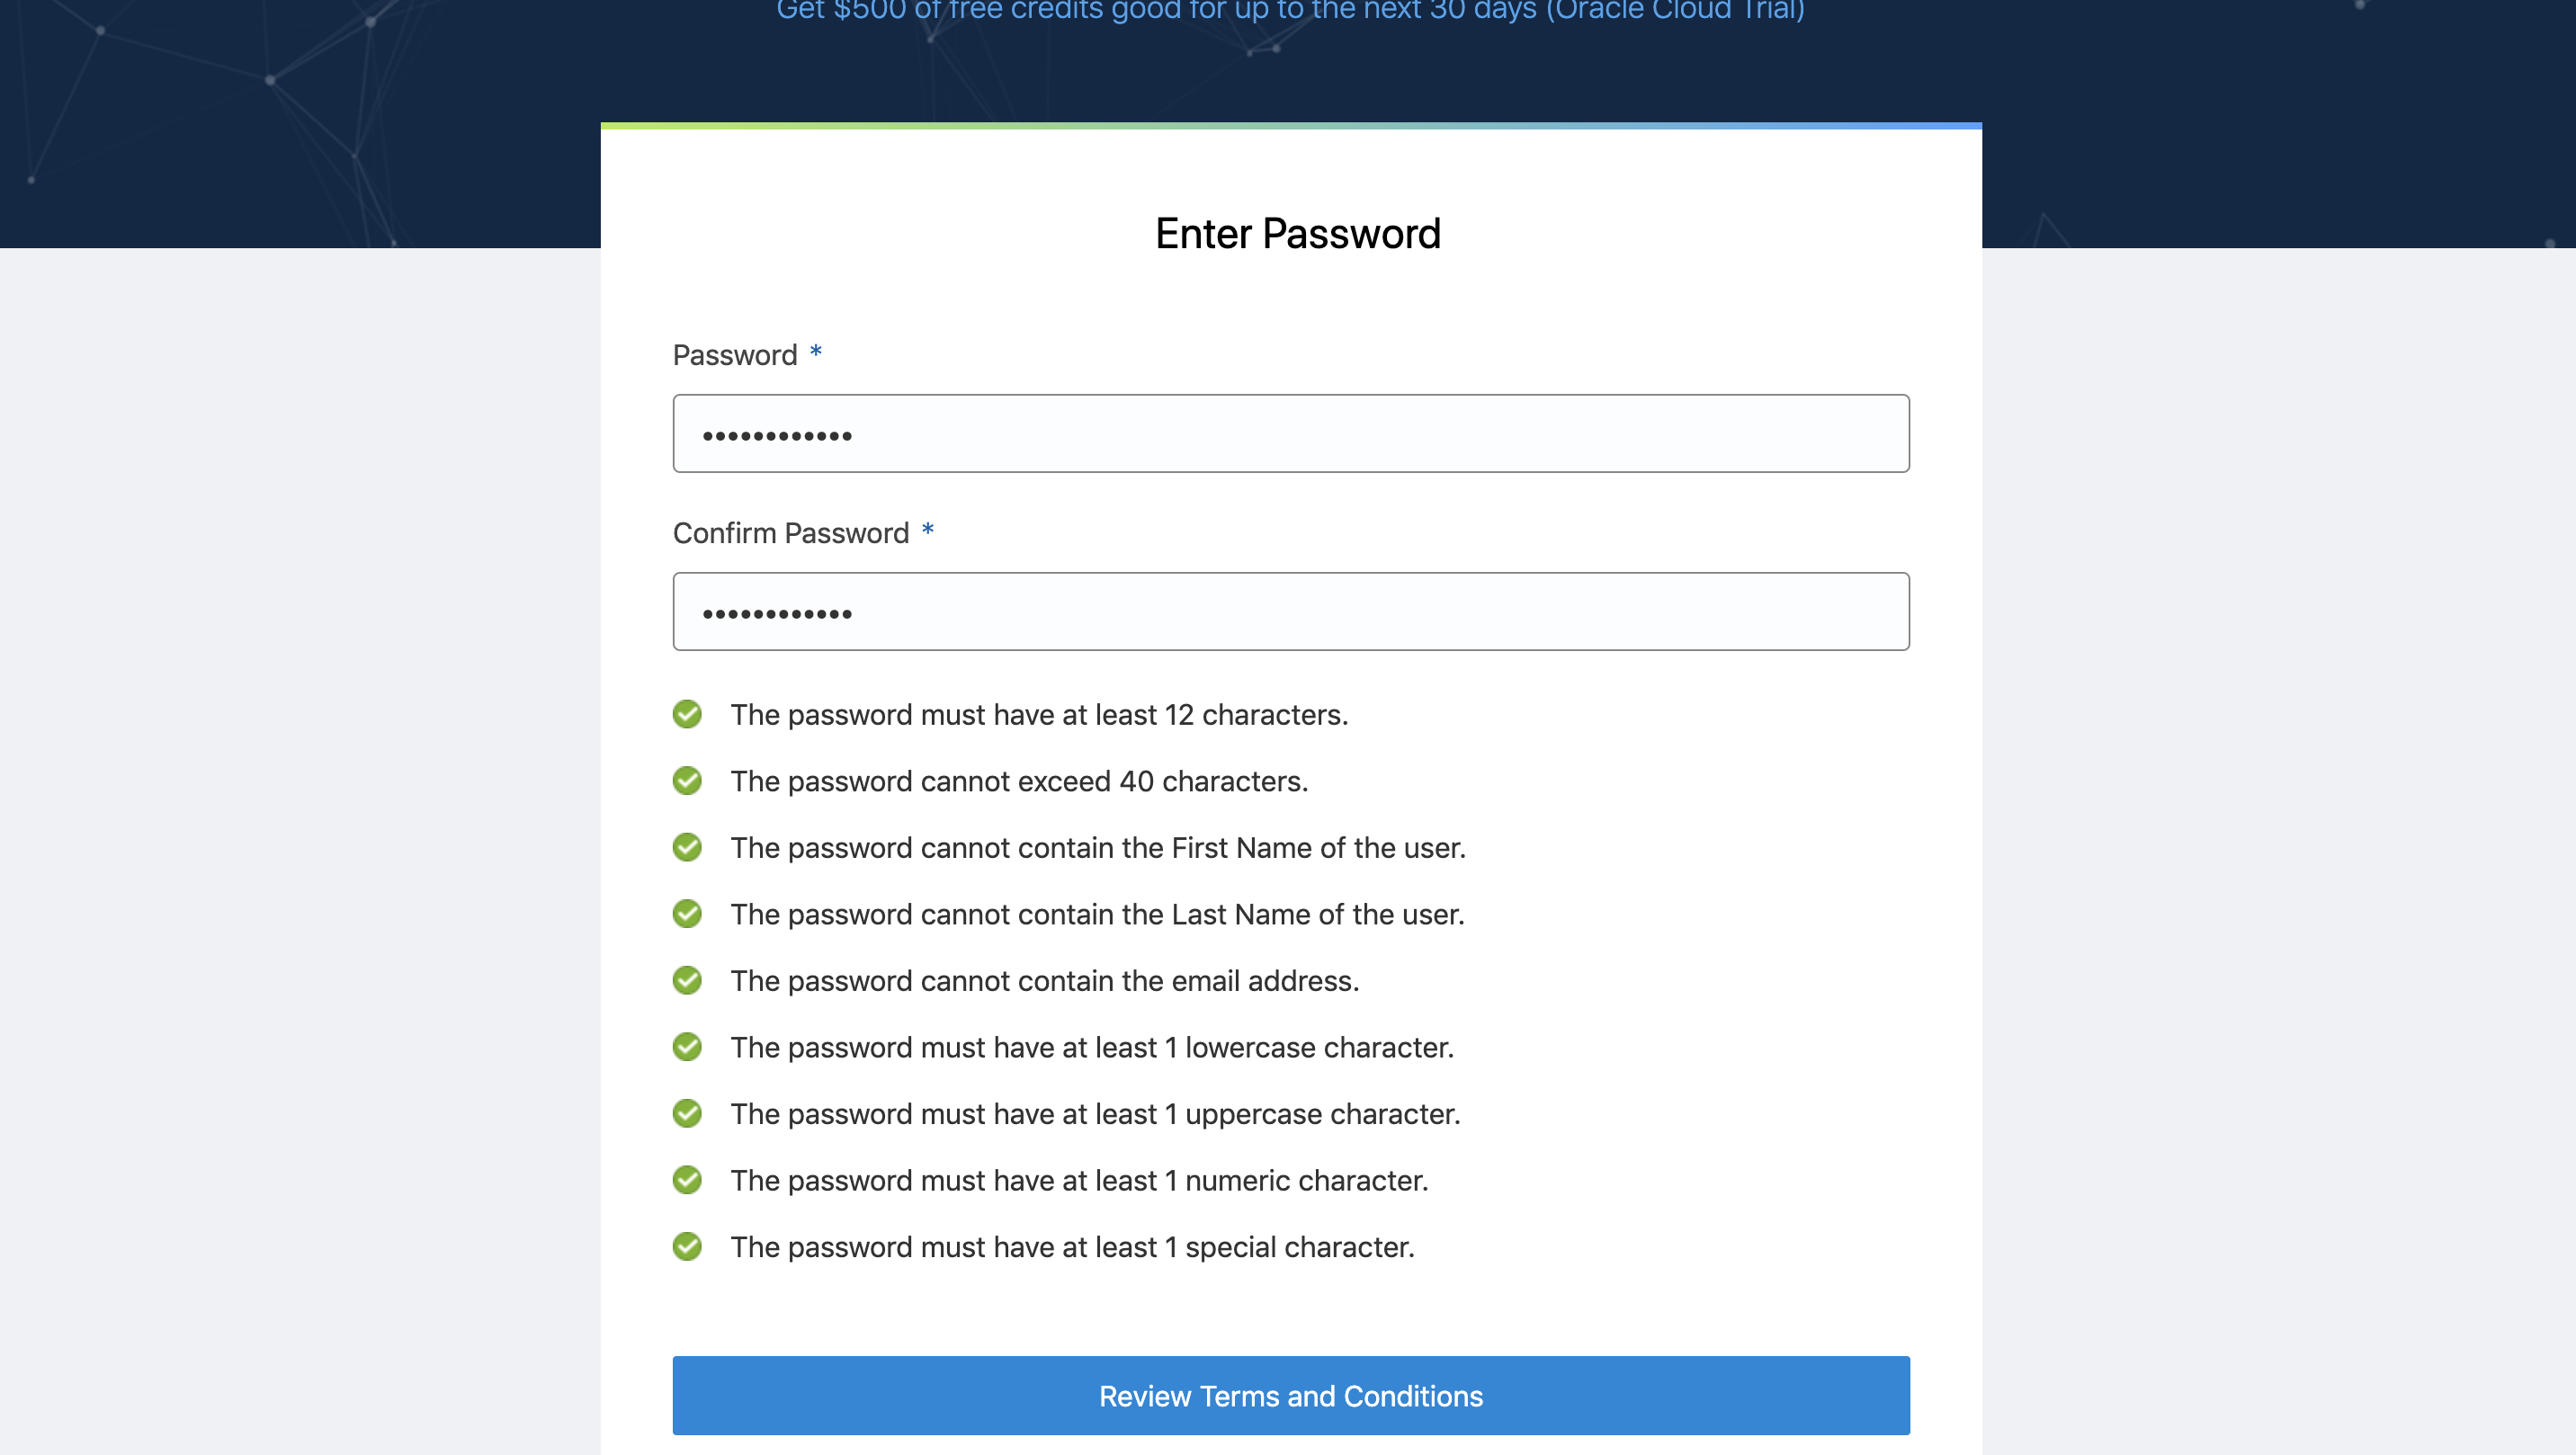 Get $500 of free credits good for up to the next 30 days (Oracle Cloud Trial)
Enter Password
Password *
••••••••••••
Confirm Password *
••••••••••••
The password must have at least 12 characters.
The password cannot exceed 40 characters.
The password cannot contain the First Name of the user.
The password cannot contain the Last Name of the user.
The password cannot contain the email address.
The password must have at least 1 lowercase character.
The password must have at least 1 uppercase character.
The password must have at least 1 numeric character.
The password must have at least 1 special character.
Review Terms and Conditions